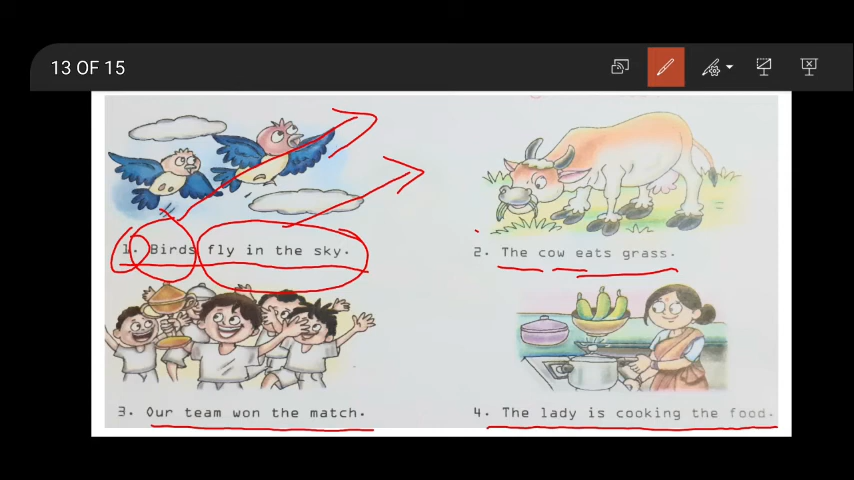 13 OF 15
1. Birds fly in the sky.
2. The cow eats grass.
3. Our team won the match.
4. The lady is cooking the food.